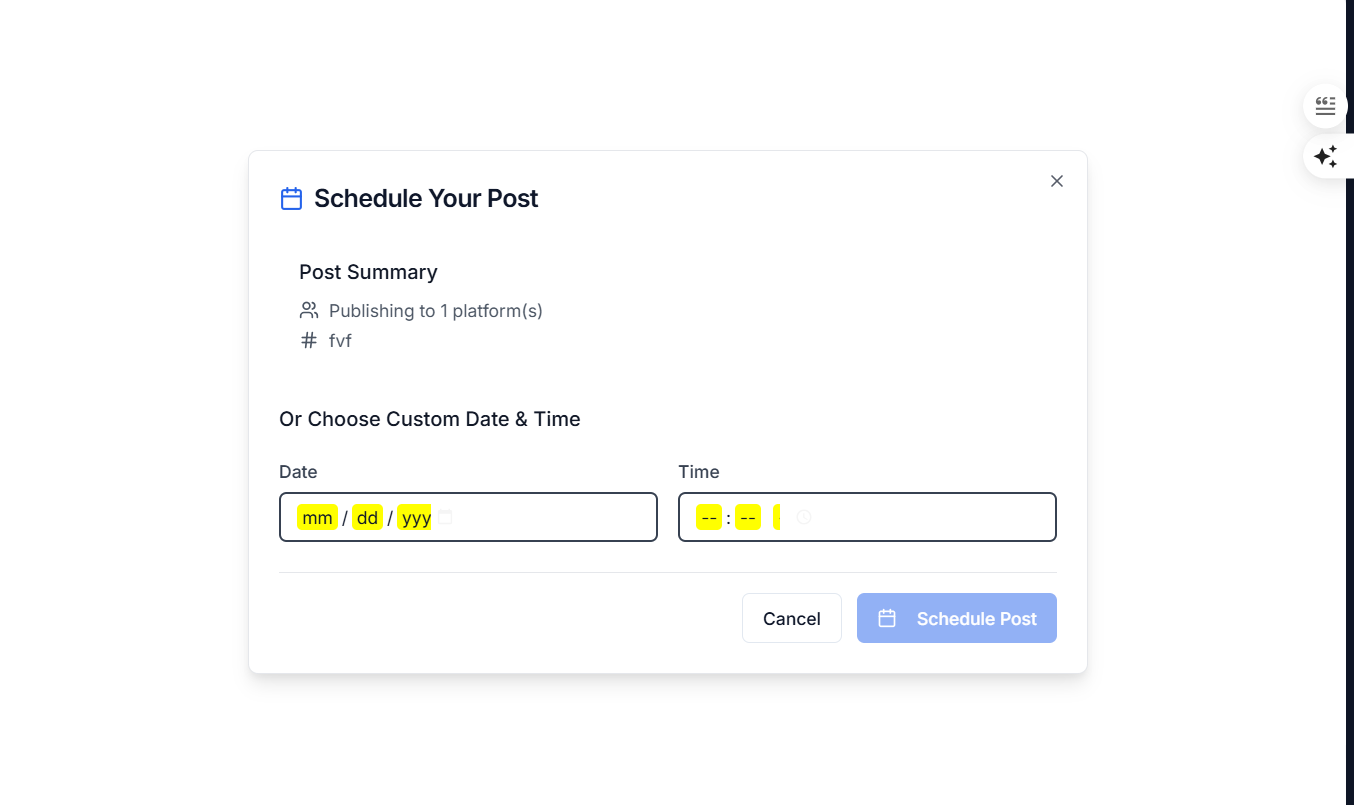 Schedule Your Post
Post Summary
Publishing to 1 platform(s)
# fvf
Or Choose Custom Date & Time
Date
Time
mm / dd / yyy
-- : --
Cancel
Schedule Post